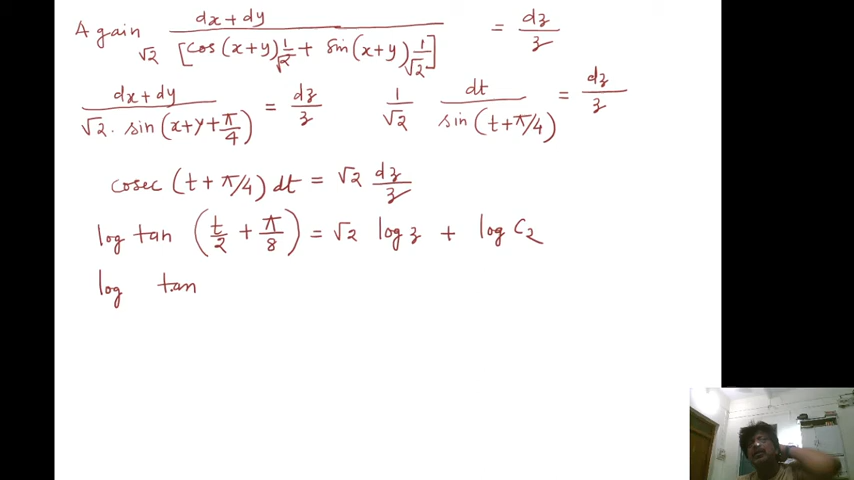 Again dx + dy / √2 [cos(x+y) 1/√2 + sin(x+y) 1/√2] = dz/z
dx + dy / √2 · sin(x+y+π/4) = dz/z    1/√2 dt / sin(t+π/4) = dz/z
cosec (t + π/4) dt = √2 dz/z
log tan (t/2 + π/8) = √2 log z + log C₂
log tan